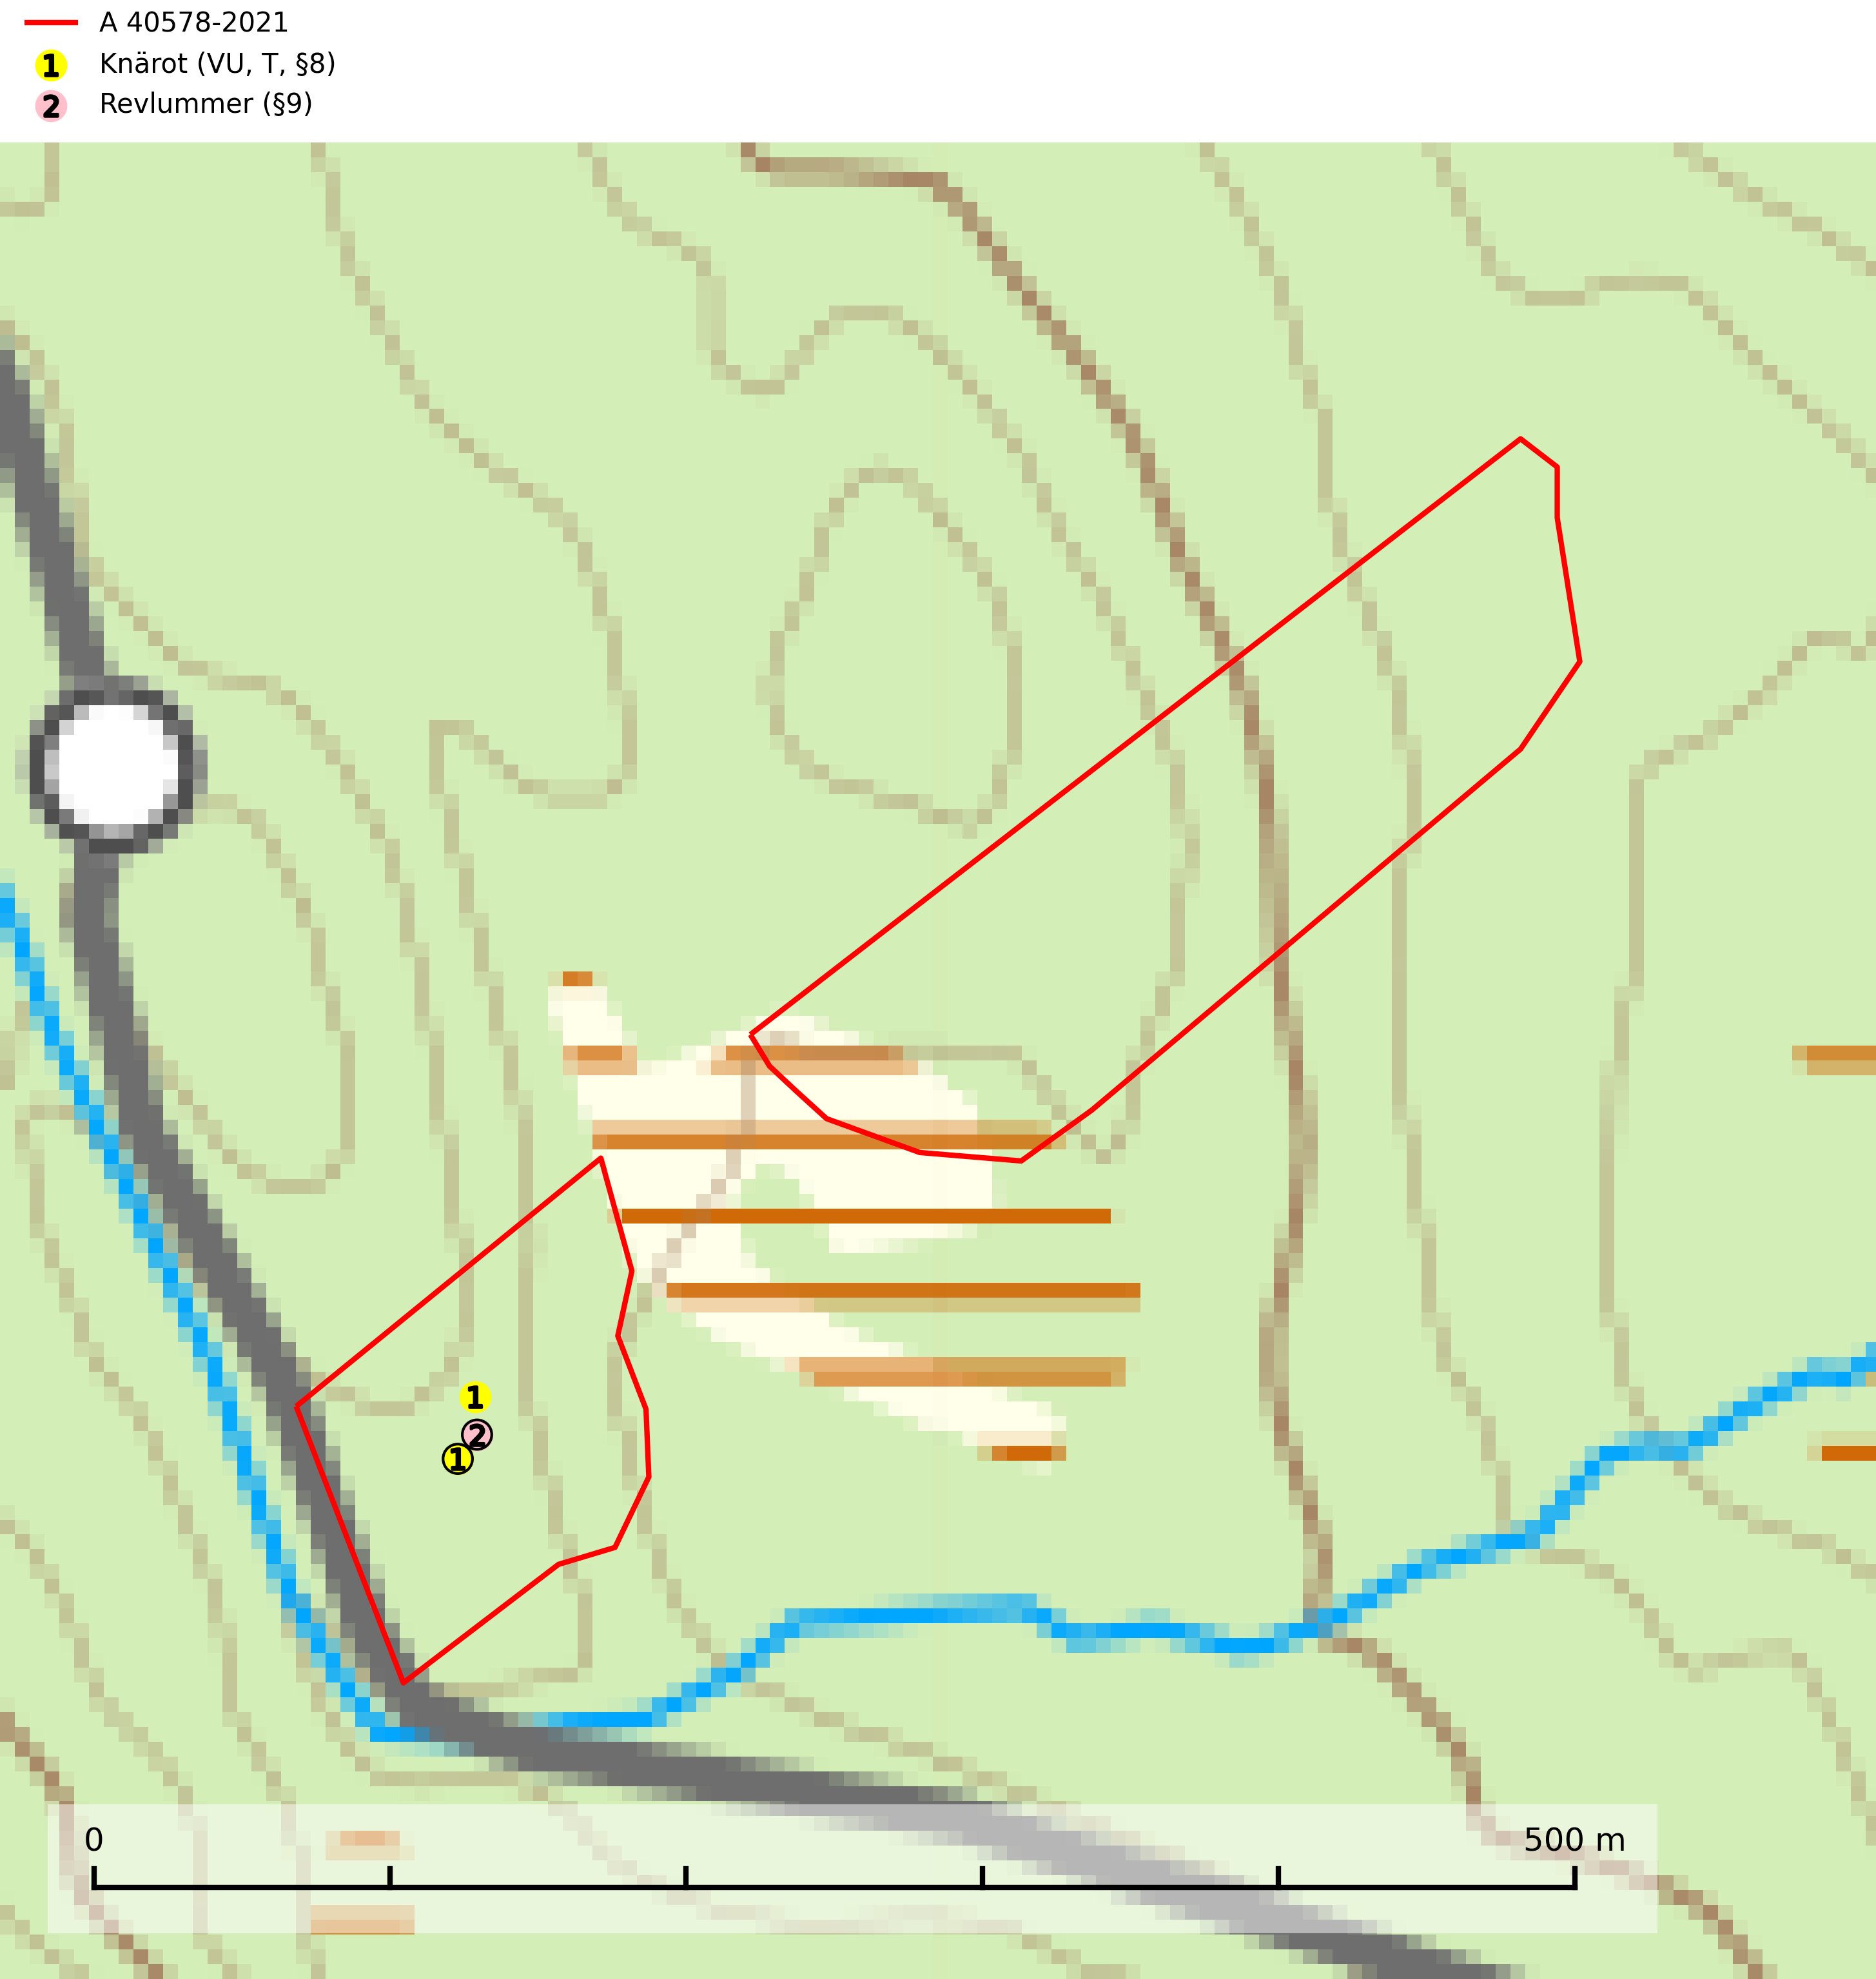 A 40578-2021
1 Knärot (VU, T, §8)
2 Revlummer (§9)
1
2
1
0 500 m